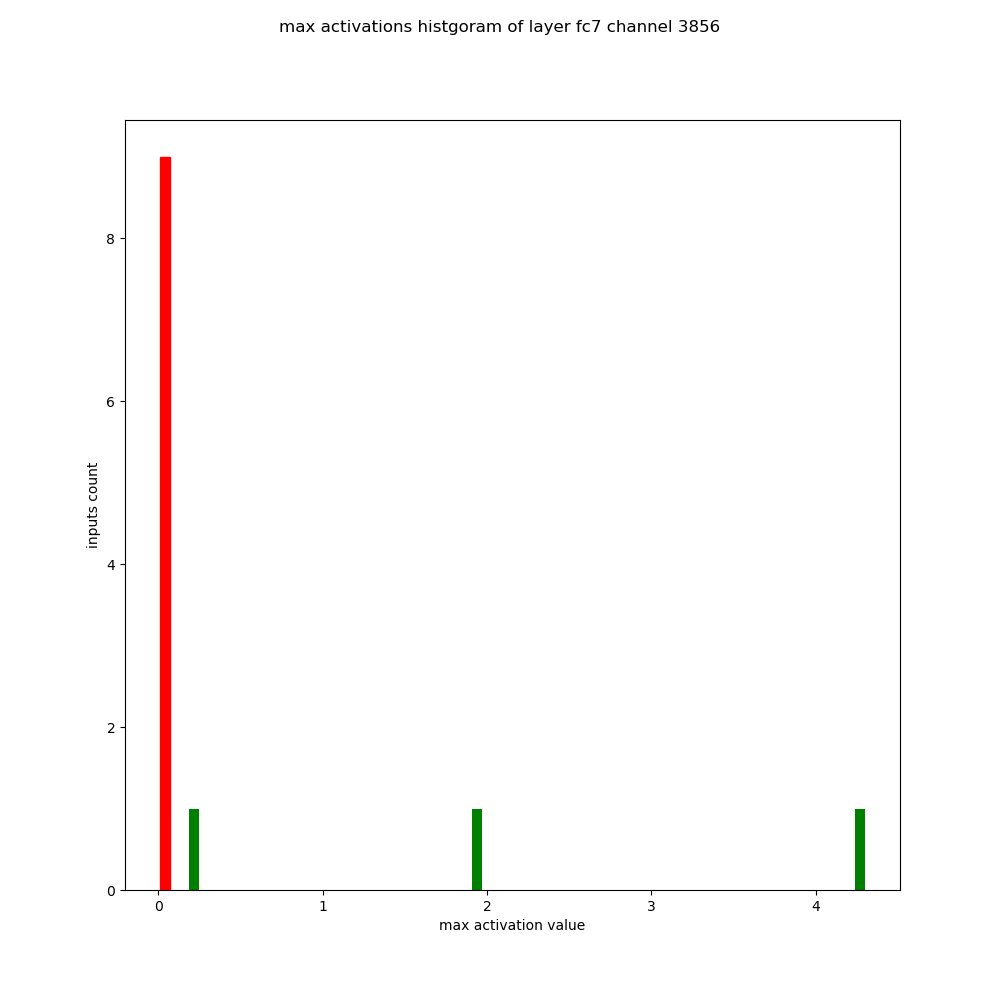 max activations histgoram of layer fc7 channel 3856
8
6
inputs count
4
2
0
0 1 2 3 4
max activation value